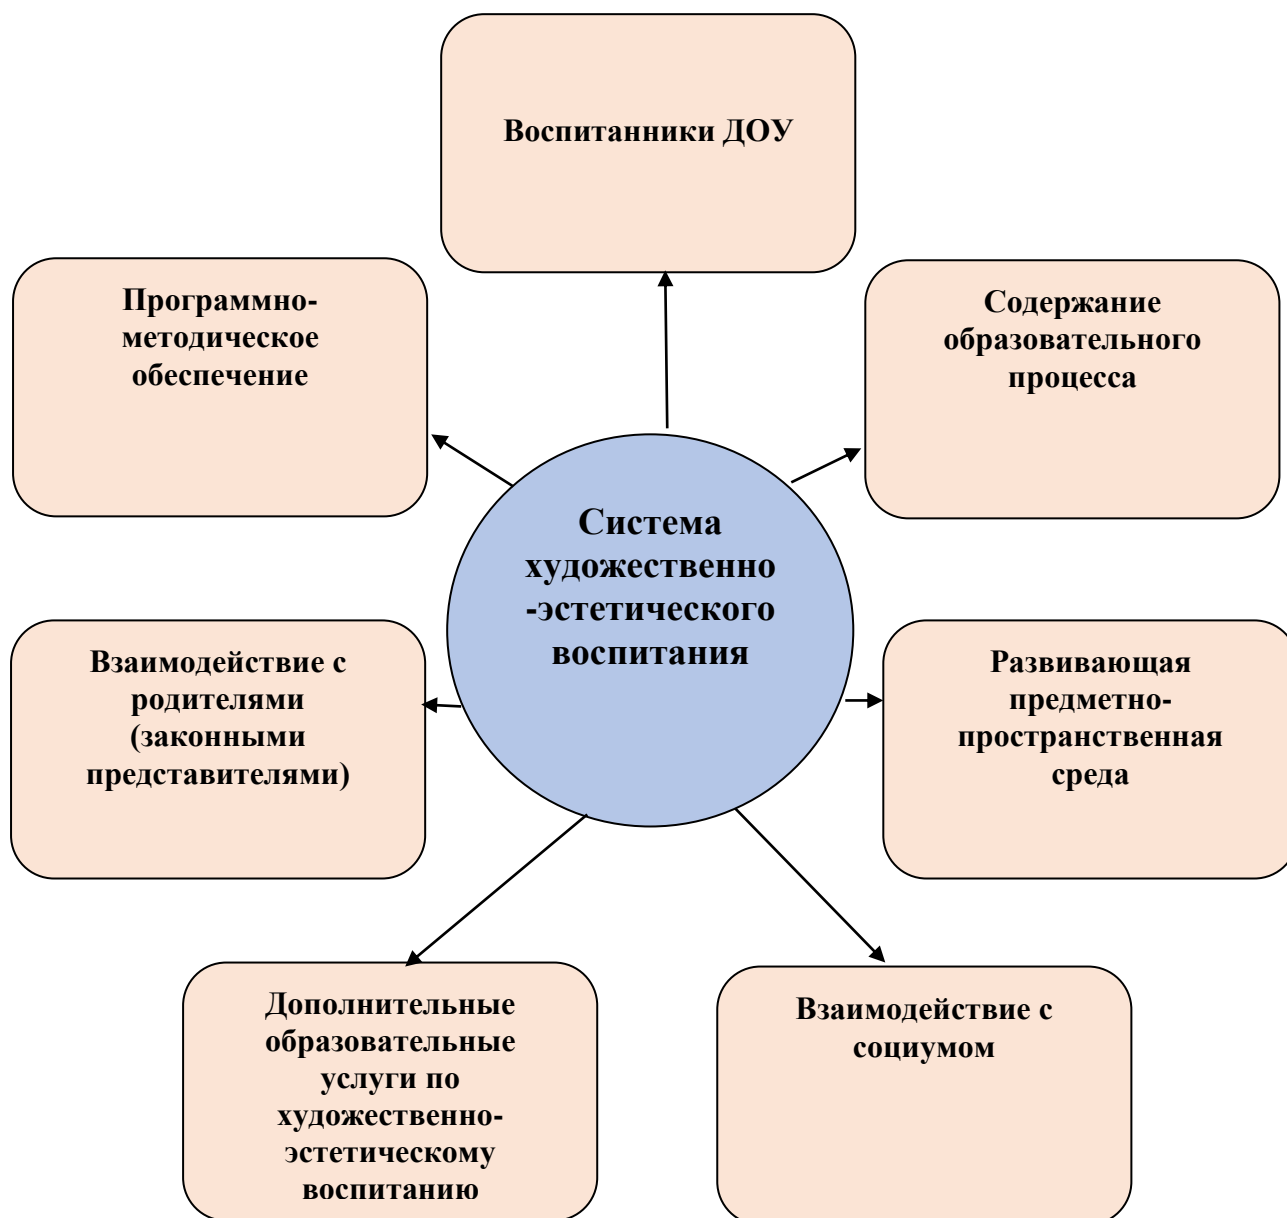 Воспитанники ДОУ
Программно-
методическое
обеспечение
Содержание
образовательного
процесса
Система
художественно
-эстетического
воспитания
Взаимодействие с
родителями
(законными
представителями)
Развивающая
предметно-
пространственная
среда
Дополнительные
образовательные
услуги по
художественно-
эстетическому
воспитанию
Взаимодействие с
социумом